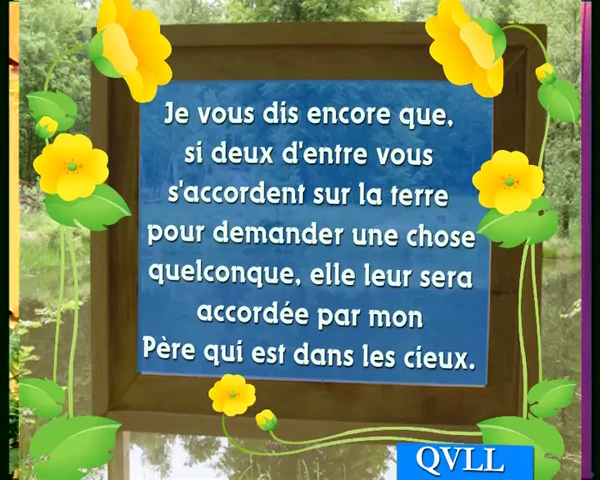 Je vous dis encore que,
si deux d'entre vous
s'accordent sur la terre
pour demander une chose
quelconque, elle leur sera
accordée par mon
Père qui est dans les cieux.
QVLL